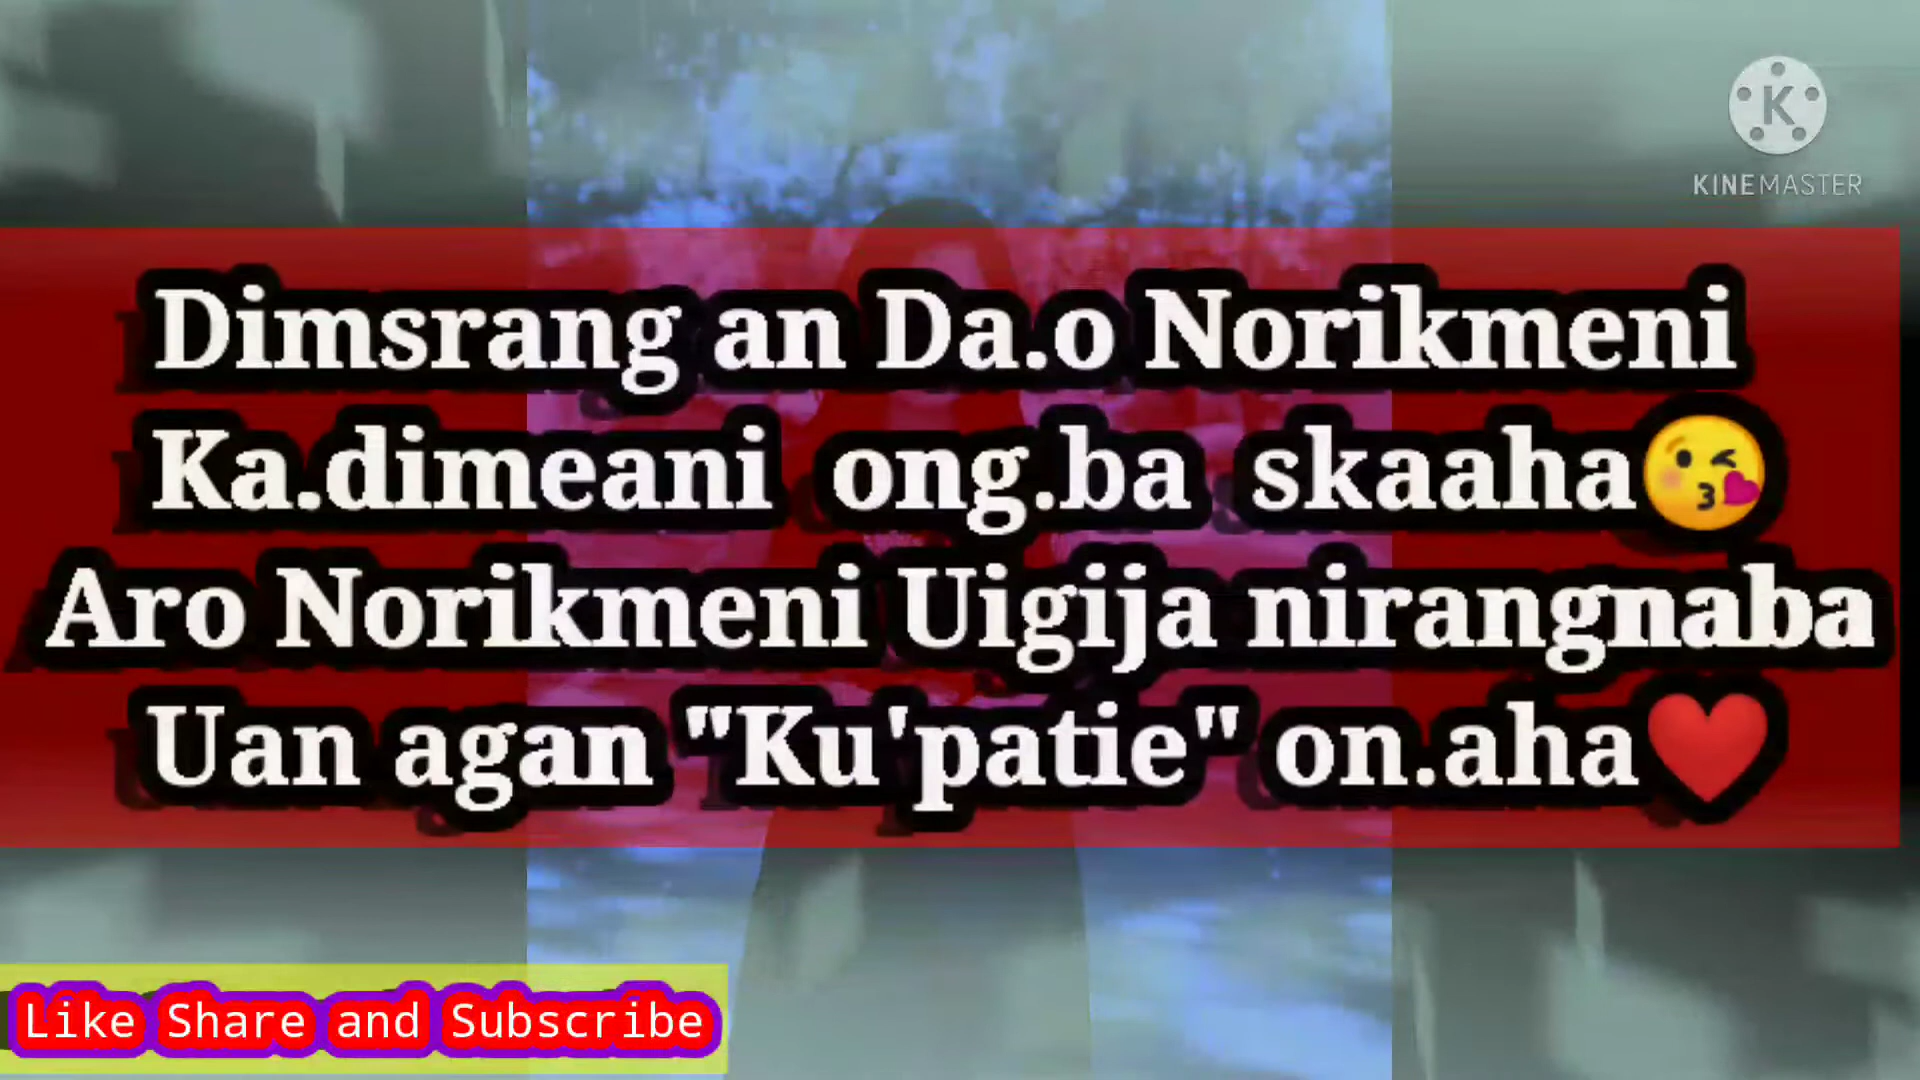 KINEMASTER
Dimsrang an Da.o Norikmeni
Ka.dimeani ong.ba skaaha😘
Aro Norikmeni Uigija nirangnaba
Uan agan "Ku'patie" on.aha❤️
Like Share and Subscribe